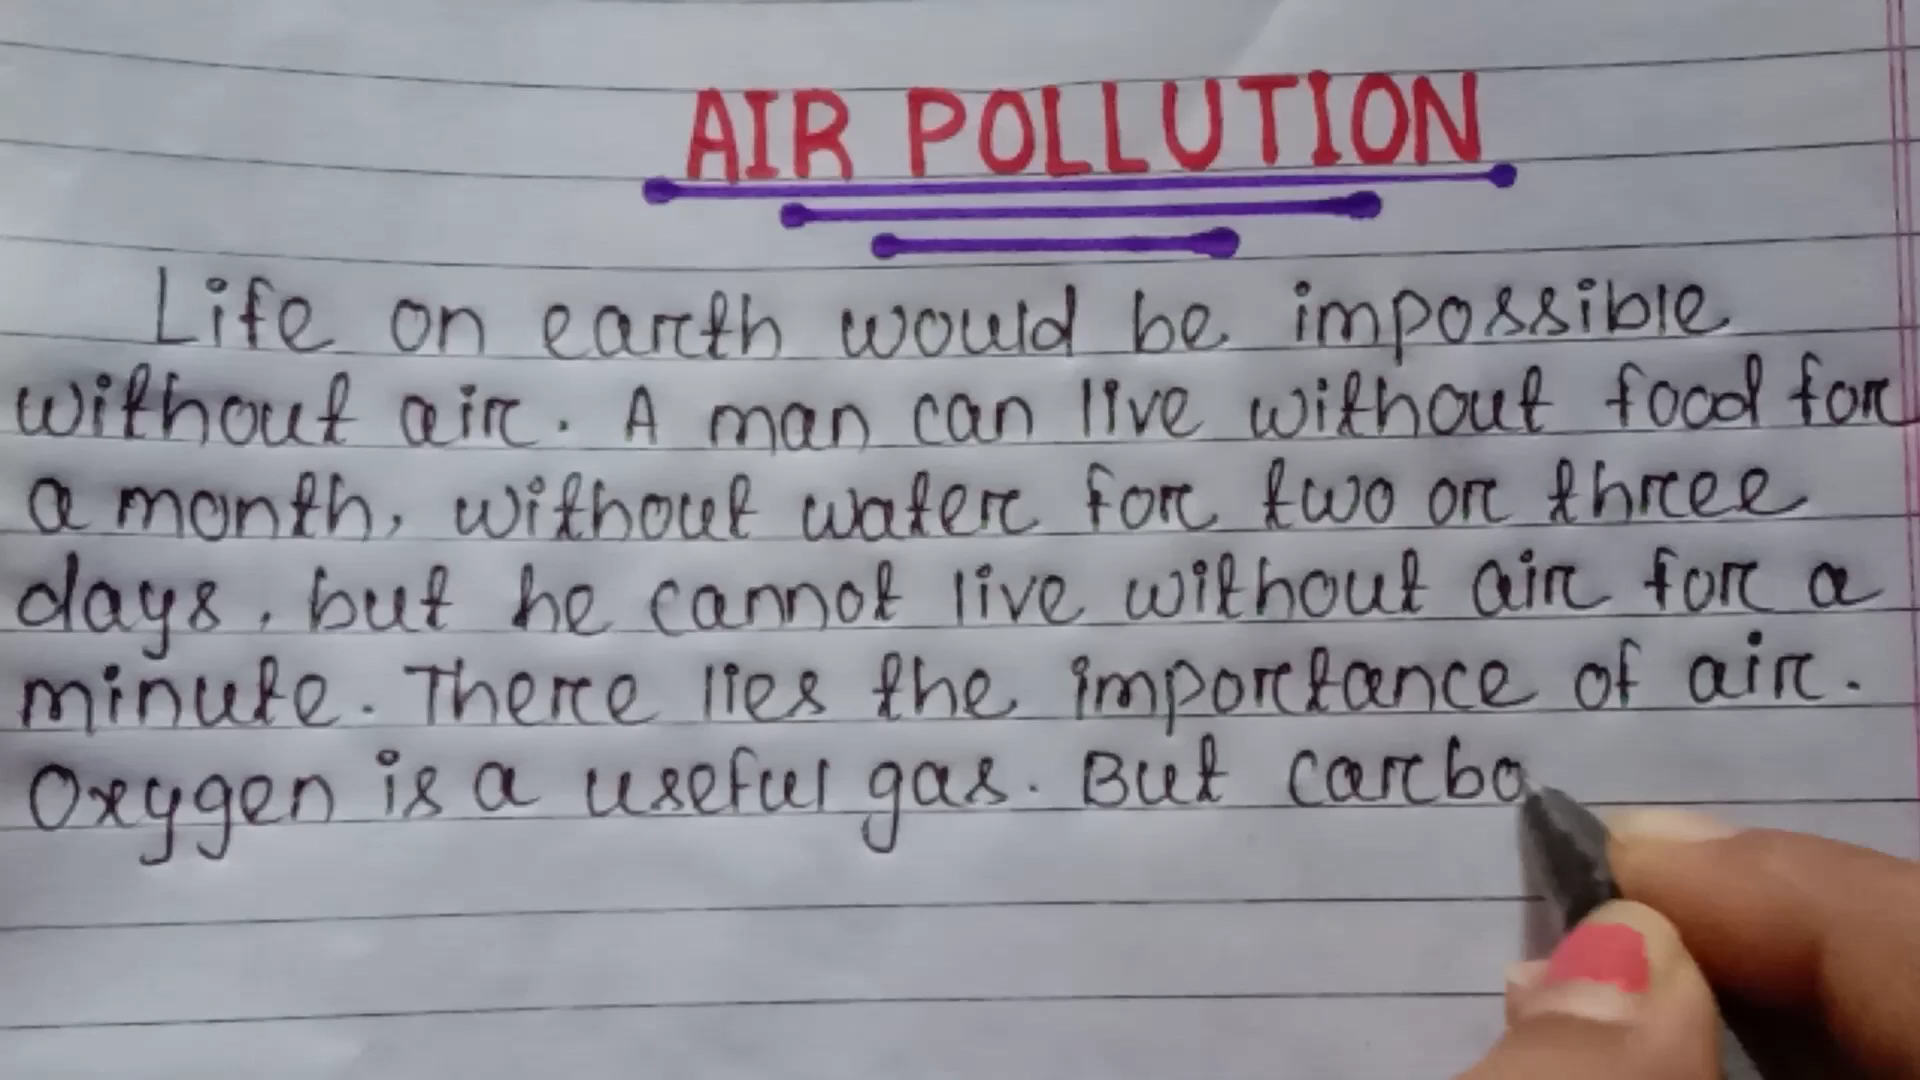 AIR POLLUTION
Life on earth would be impossible
without air. A man can live without food for
a month, without water for two or three
days, but he cannot live without air for a
minute. There lies the importance of air.
Oxygen is a useful gas. But carbo